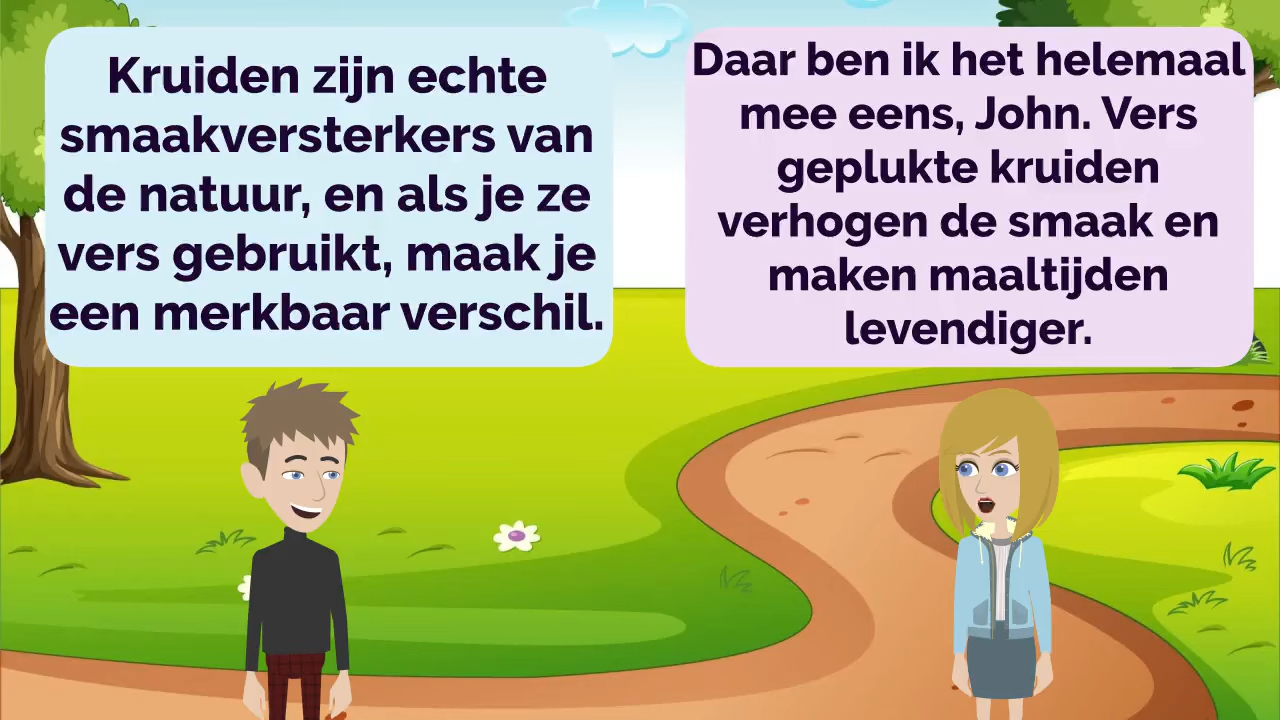 Kruiden zijn echte
smaakversterkers van
de natuur, en als je ze
vers gebruikt, maak je
een merkbaar verschil.
Daar ben ik het helemaal
mee eens, John. Vers
geplukte kruiden
verhogen de smaak en
maken maaltijden
levendiger.